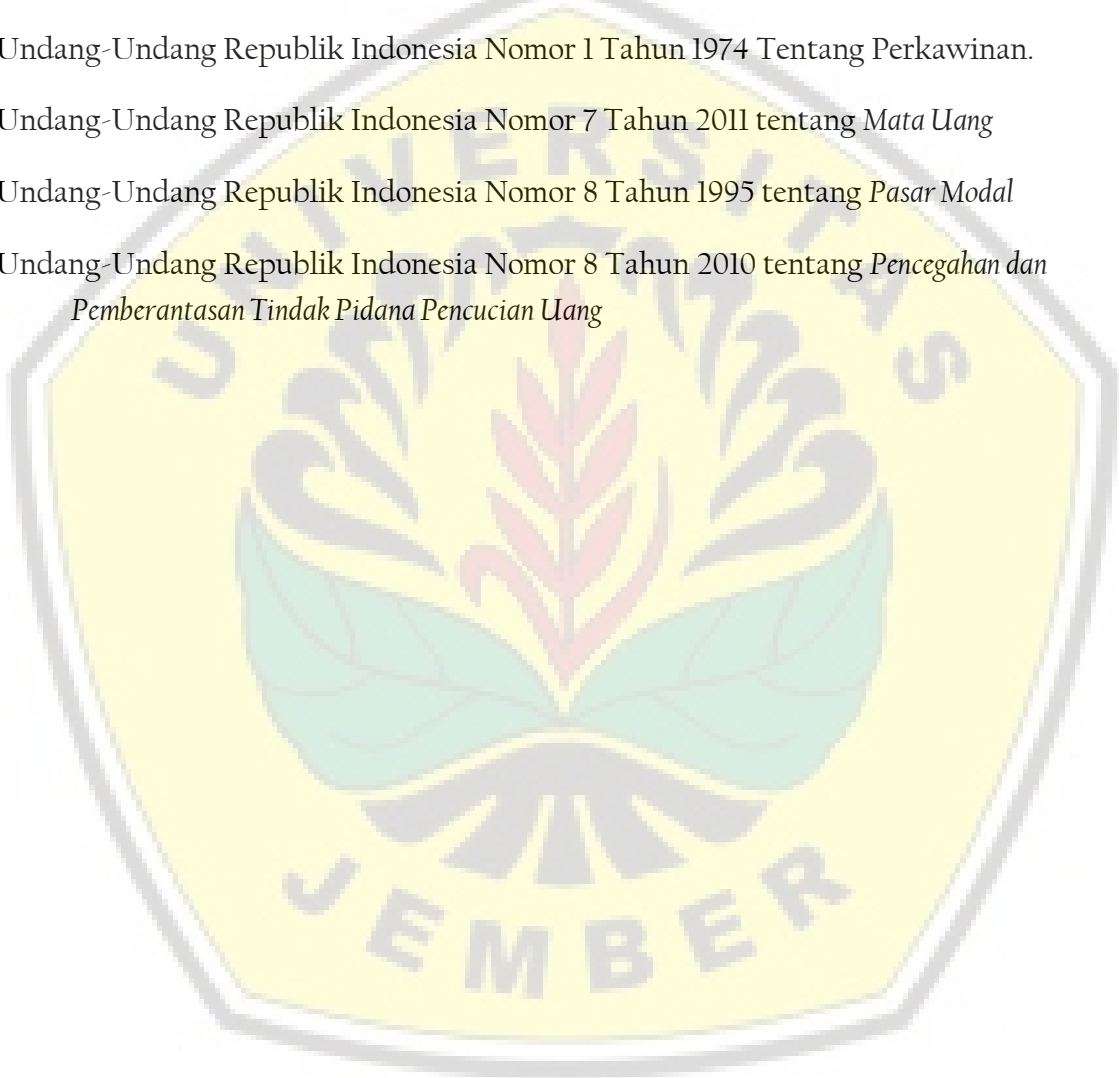 Undang-Undang Republik Indonesia Nomor 1 Tahun 1974 Tentang Perkawinan.
Undang-Undang Republik Indonesia Nomor 7 Tahun 2011 tentang Mata Uang
Undang-Undang Republik Indonesia Nomor 8 Tahun 1995 tentang Pasar Modal
Undang-Undang Republik Indonesia Nomor 8 Tahun 2010 tentang Pencegahan dan
Pemberantasan Tindak Pidana Pencucian Uang
UNIVERSITAS
JEMBER